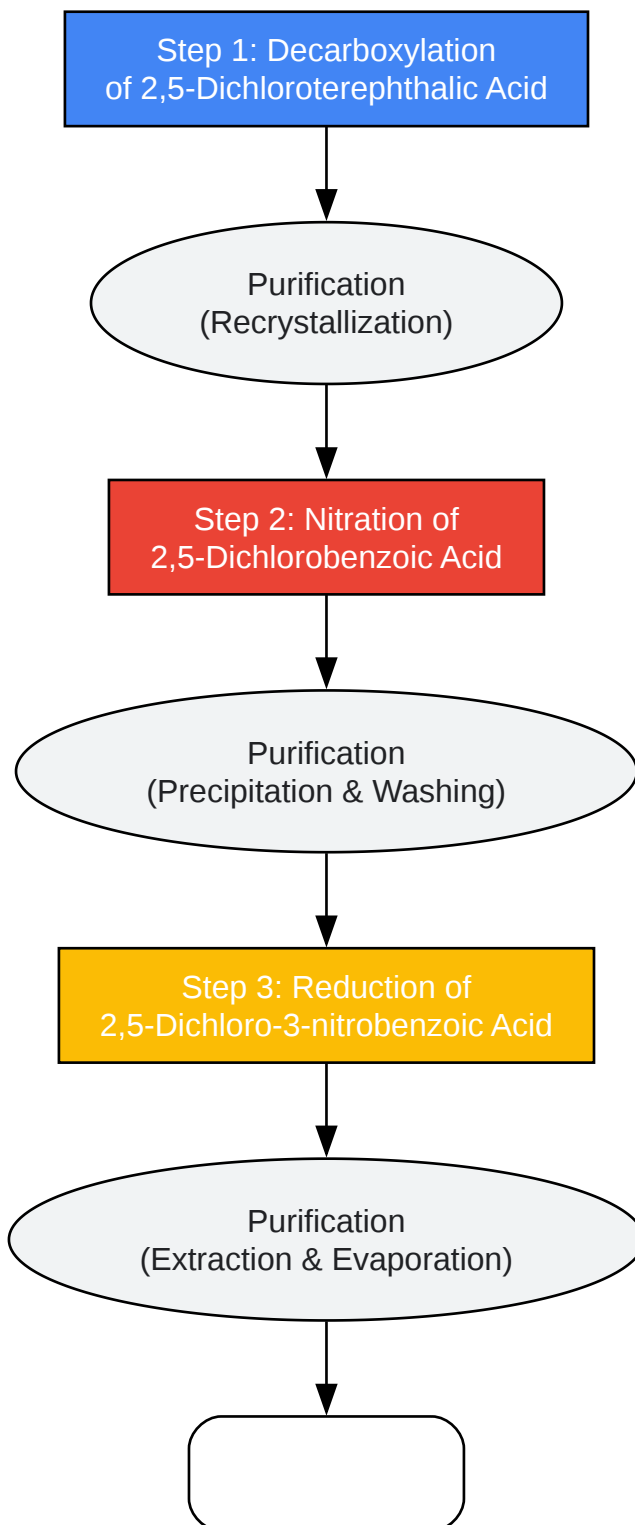 Step 1: Decarboxylation
of 2,5-Dichloroterephthalic Acid
Purification
(Recrystallization)
Step 2: Nitration of
2,5-Dichlorobenzoic Acid
Purification
(Precipitation & Washing)
Step 3: Reduction of
2,5-Dichloro-3-nitrobenzoic Acid
Purification
(Extraction & Evaporation)